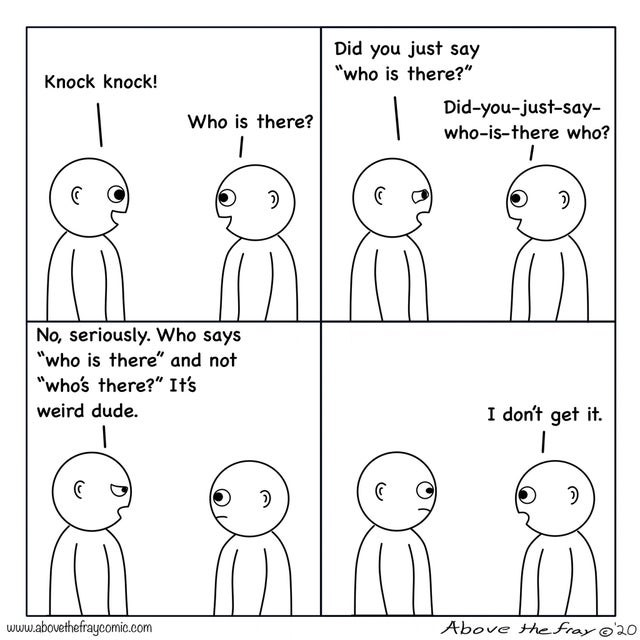 Knock knock!
Who is there?
Did you just say
“who is there?”
Did-you-just-say-
who-is-there who?
No, seriously. Who says
“who is there” and not
“who's there?” It's
weird dude.
I don't get it.
www.abovethefraycomic.com
Above the fray ©'20